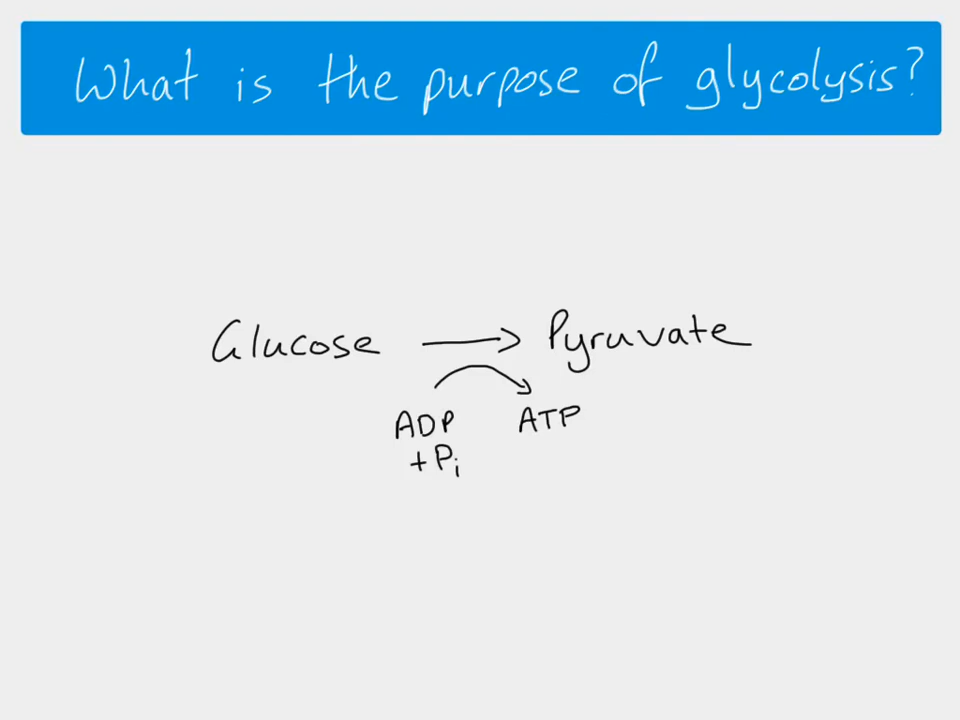 What is the purpose of glycolysis?
Glucose → Pyruvate
ADP ATP
+ Pi